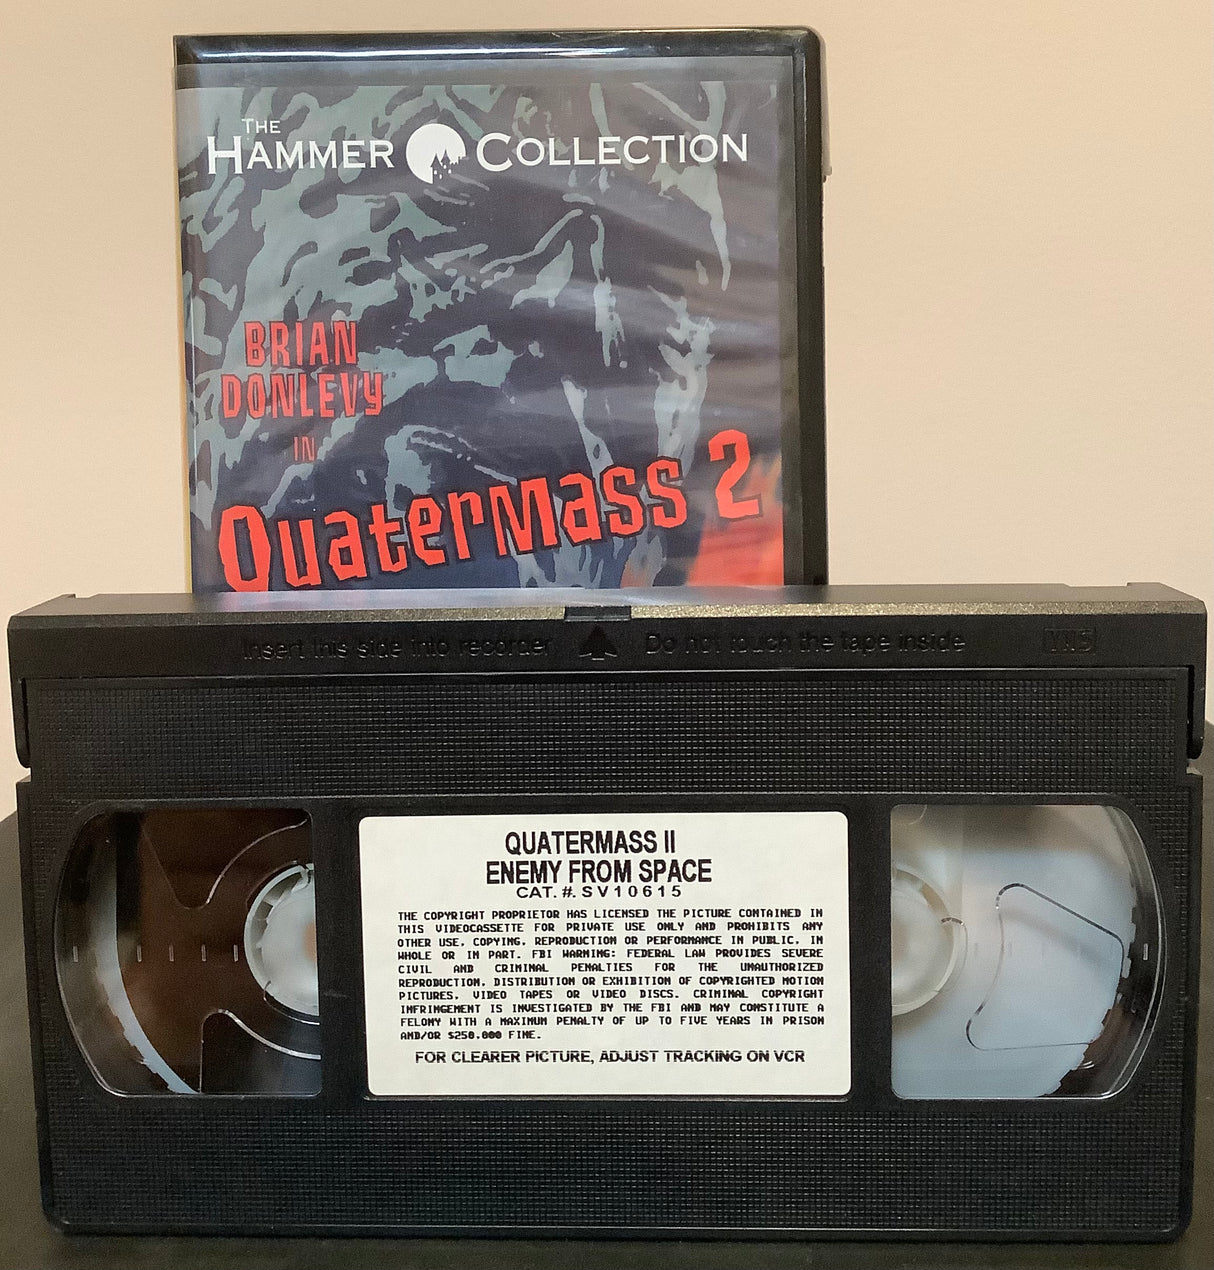 THE
HAMMER COLLECTION
BRIAN
DONLEVY
IN
QuaterMass 2
Insert this side into recorder Do not touch the tape inside VHS
QUATERMASS II
ENEMY FROM SPACE
CAT. #. SV10615
THE COPYRIGHT PROPRIETOR HAS LICENSED THE PICTURE CONTAINED IN
THIS VIDEOCASSETTE FOR PRIVATE USE ONLY AND PROHIBITS ANY
OTHER USE, COPYING, REPRODUCTION OR PERFORMANCE IN PUBLIC, IN
WHOLE OR IN PART. FBI WARNING: FEDERAL LAW PROVIDES SEVERE
CIVIL AND CRIMINAL PENALTIES FOR THE UNAUTHORIZED
REPRODUCTION, DISTRIBUTION OR EXHIBITION OF COPYRIGHTED MOTION
PICTURES, VIDEO TAPES OR VIDEO DISCS. CRIMINAL COPYRIGHT
INFRINGEMENT IS INVESTIGATED BY THE FBI AND MAY CONSTITUTE A
FELONY WITH A MAXIMUM PENALTY OF UP TO FIVE YEARS IN PRISON
AND/OR $250.000 FINE.
FOR CLEARER PICTURE, ADJUST TRACKING ON VCR